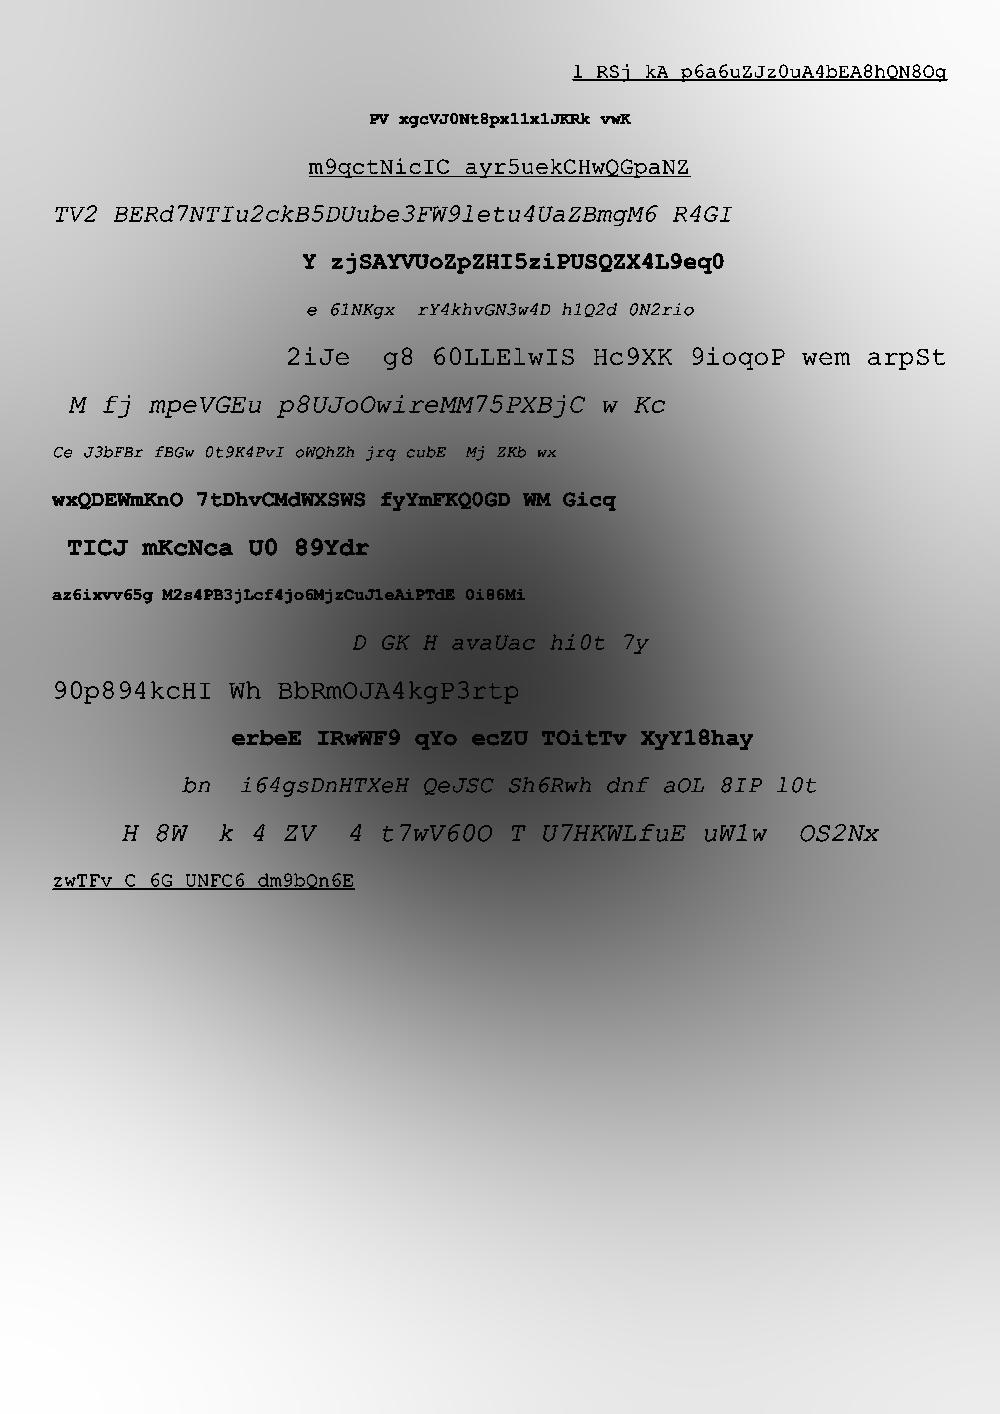 l RSj kA p6a6uZJz0uA4bEA8hQN8Og
PV xgcVJ0Nt8px11x1JKRk vwK
m9qctNicIC ayr5uekCHwQGpaNZ
TV2 BERd7NTIu2ckB5DUube3FW9letu4UaZBmgM6 R4GI
Y zjSAYVUoZpZHI5ziPUSQZX4L9eq0
e 61NKgx  rY4khvGN3w4D h1Q2d 0N2rio
2iJe  g8 60LLElwIS Hc9XK 9ioqoP wem arpSt
M fj mpeVGEu p8UJoOwireMM75PXBjC w Kc
Ce J3bFBr fBGw 0t9K4PvI oWQhZh jrq cubE  Mj ZKb wx
wxQDEWmKnO 7tDhvCMdWXSWS fyYmFKQ0GD WM Gicq
TICJ mKcNca U0 89Ydr
az6ixvv65g M2s4PB3jLcf4jo6MjzCuJleAiPTdE 0i86Mi
D GK H avaUac hi0t 7y
90p894kcHI Wh BbRmOJA4kgP3rtp
erbeE IRwWF9 qYo ecZU TOitTv XyY18hay
bn  i64gsDnHTXeH QeJSC Sh6Rwh dnf aOL 8IP l0t
H 8W  k 4 ZV  4 t7wV60O T U7HKWLfuE uW1w  OS2Nx
zwTFv C 6G UNFC6 dm9bQn6E